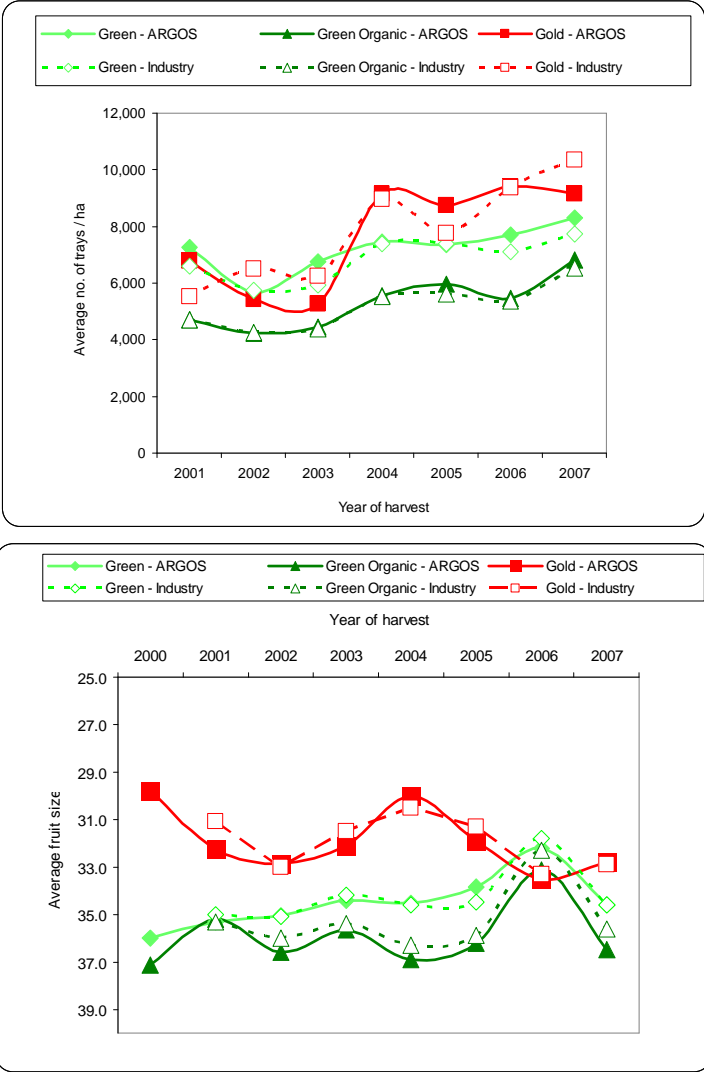 Green - ARGOS Green Organic - ARGOS Gold - ARGOS
Green - Industry Green Organic - Industry Gold - Industry
12,000
10,000
8,000
6,000
4,000
2,000
0
Average no. of trays / ha
2001 2002 2003 2004 2005 2006 2007
Year of harvest
Green - ARGOS Green Organic - ARGOS Gold - ARGOS
Green - Industry Green Organic - Industry Gold - Industry
Year of harvest
2000 2001 2002 2003 2004 2005 2006 2007
25.0
27.0
29.0
31.0
33.0
35.0
37.0
39.0
Average fruit size